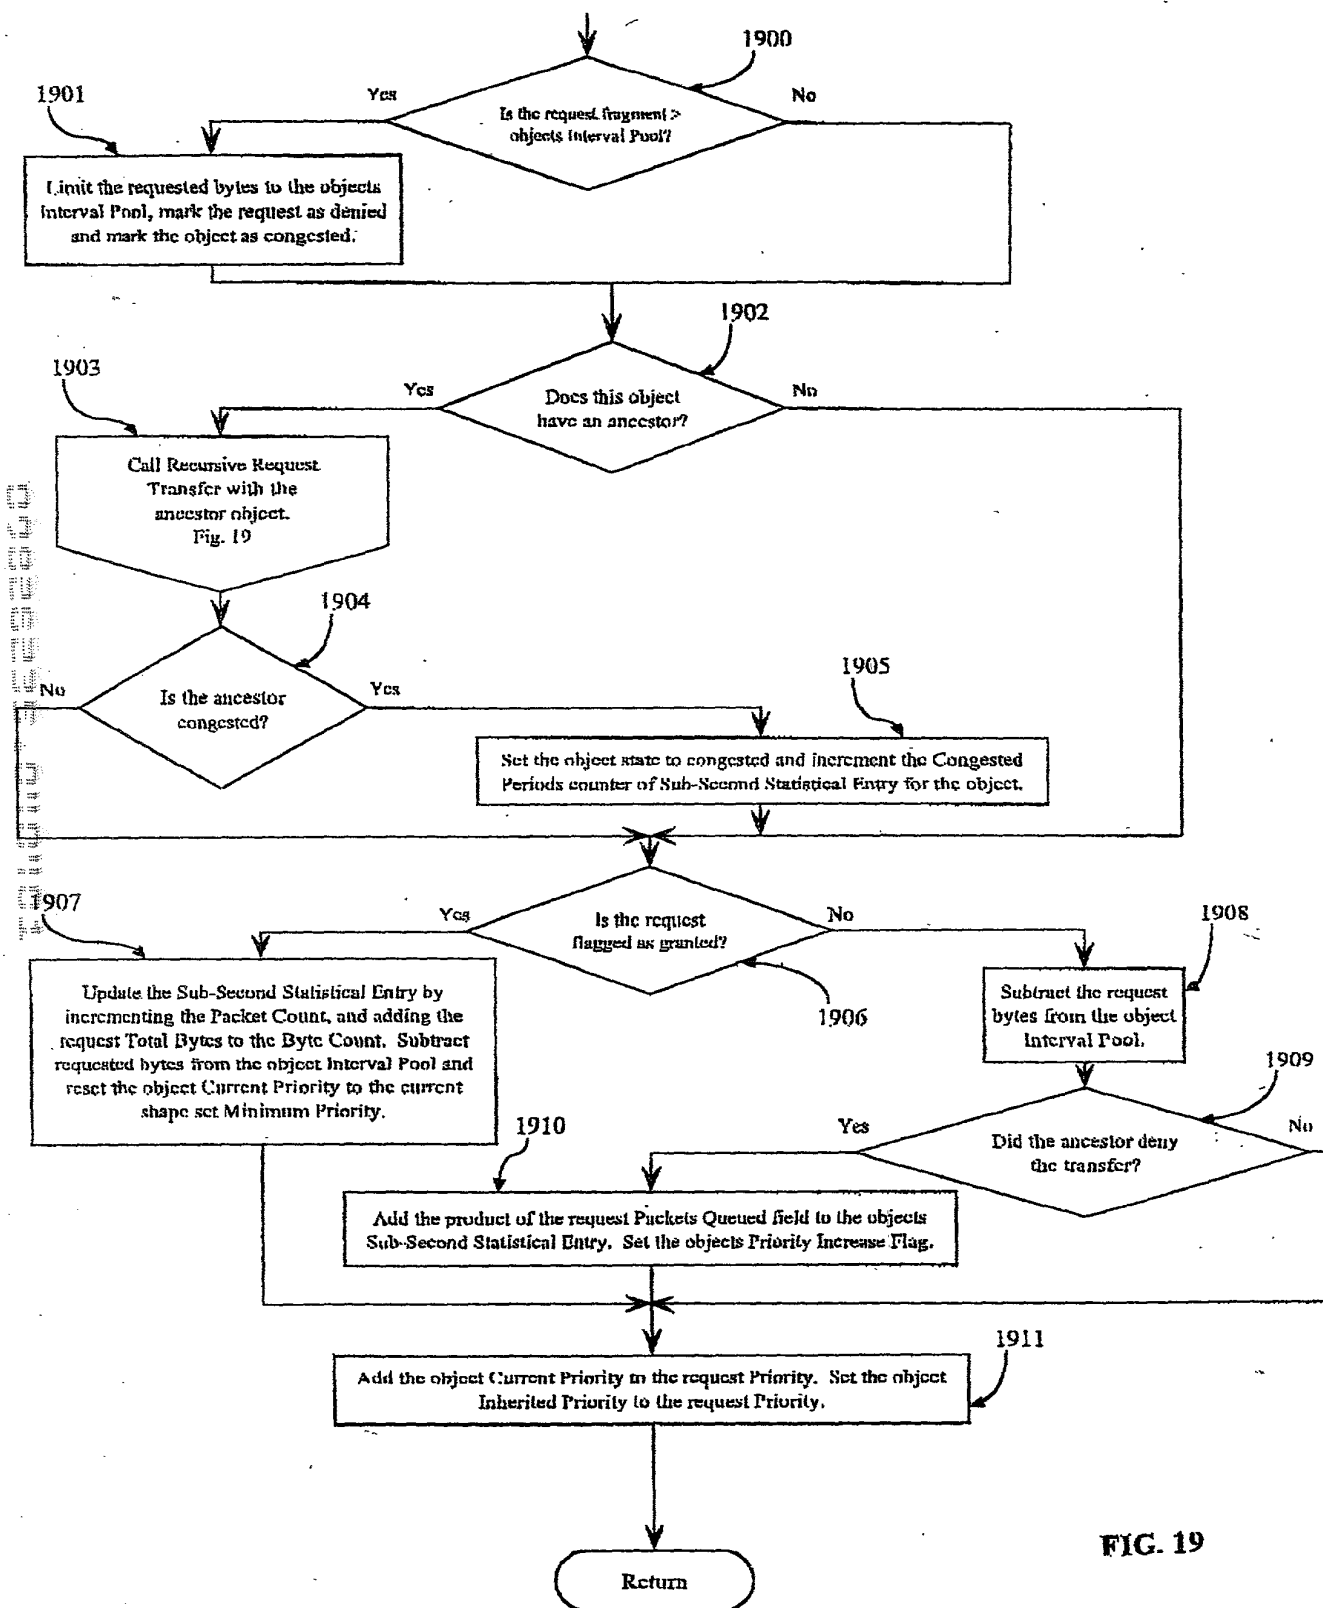 1900
Yes
No
1901
Is the request fragment >
objects Interval Pool?
Limit the requested bytes to the objects
Interval Pool, mark the request as denied
and mark the object as congested.
1902
1903
Yes
No
Does this object
have an ancestor?
Call Recursive Request
Transfer with the
ancestor object.
Fig. 19
1904
1905
No
Yes
Is the ancestor
congested?
Set the object state to congested and increment the Congested
Periods counter of Sub-Second Statistical Entry for the object.
1907
Yes
No
1908
Is the request
flagged as granted?
1906
Update the Sub-Second Statistical Entry by
incrementing the Packet Count, and adding the
request Total Bytes to the Byte Count. Subtract
requested bytes from the object Interval Pool and
reset the object Current Priority to the current
shape set Minimum Priority.
Subtract the request
bytes from the object
Interval Pool.
1909
1910
Yes
No
Did the ancestor deny
the transfer?
Add the product of the request Packets Queued field to the objects
Sub-Second Statistical Entry. Set the objects Priority Increase Flag.
1911
Add the object Current Priority to the request Priority. Set the object
Inherited Priority to the request Priority.
FIG. 19
Return